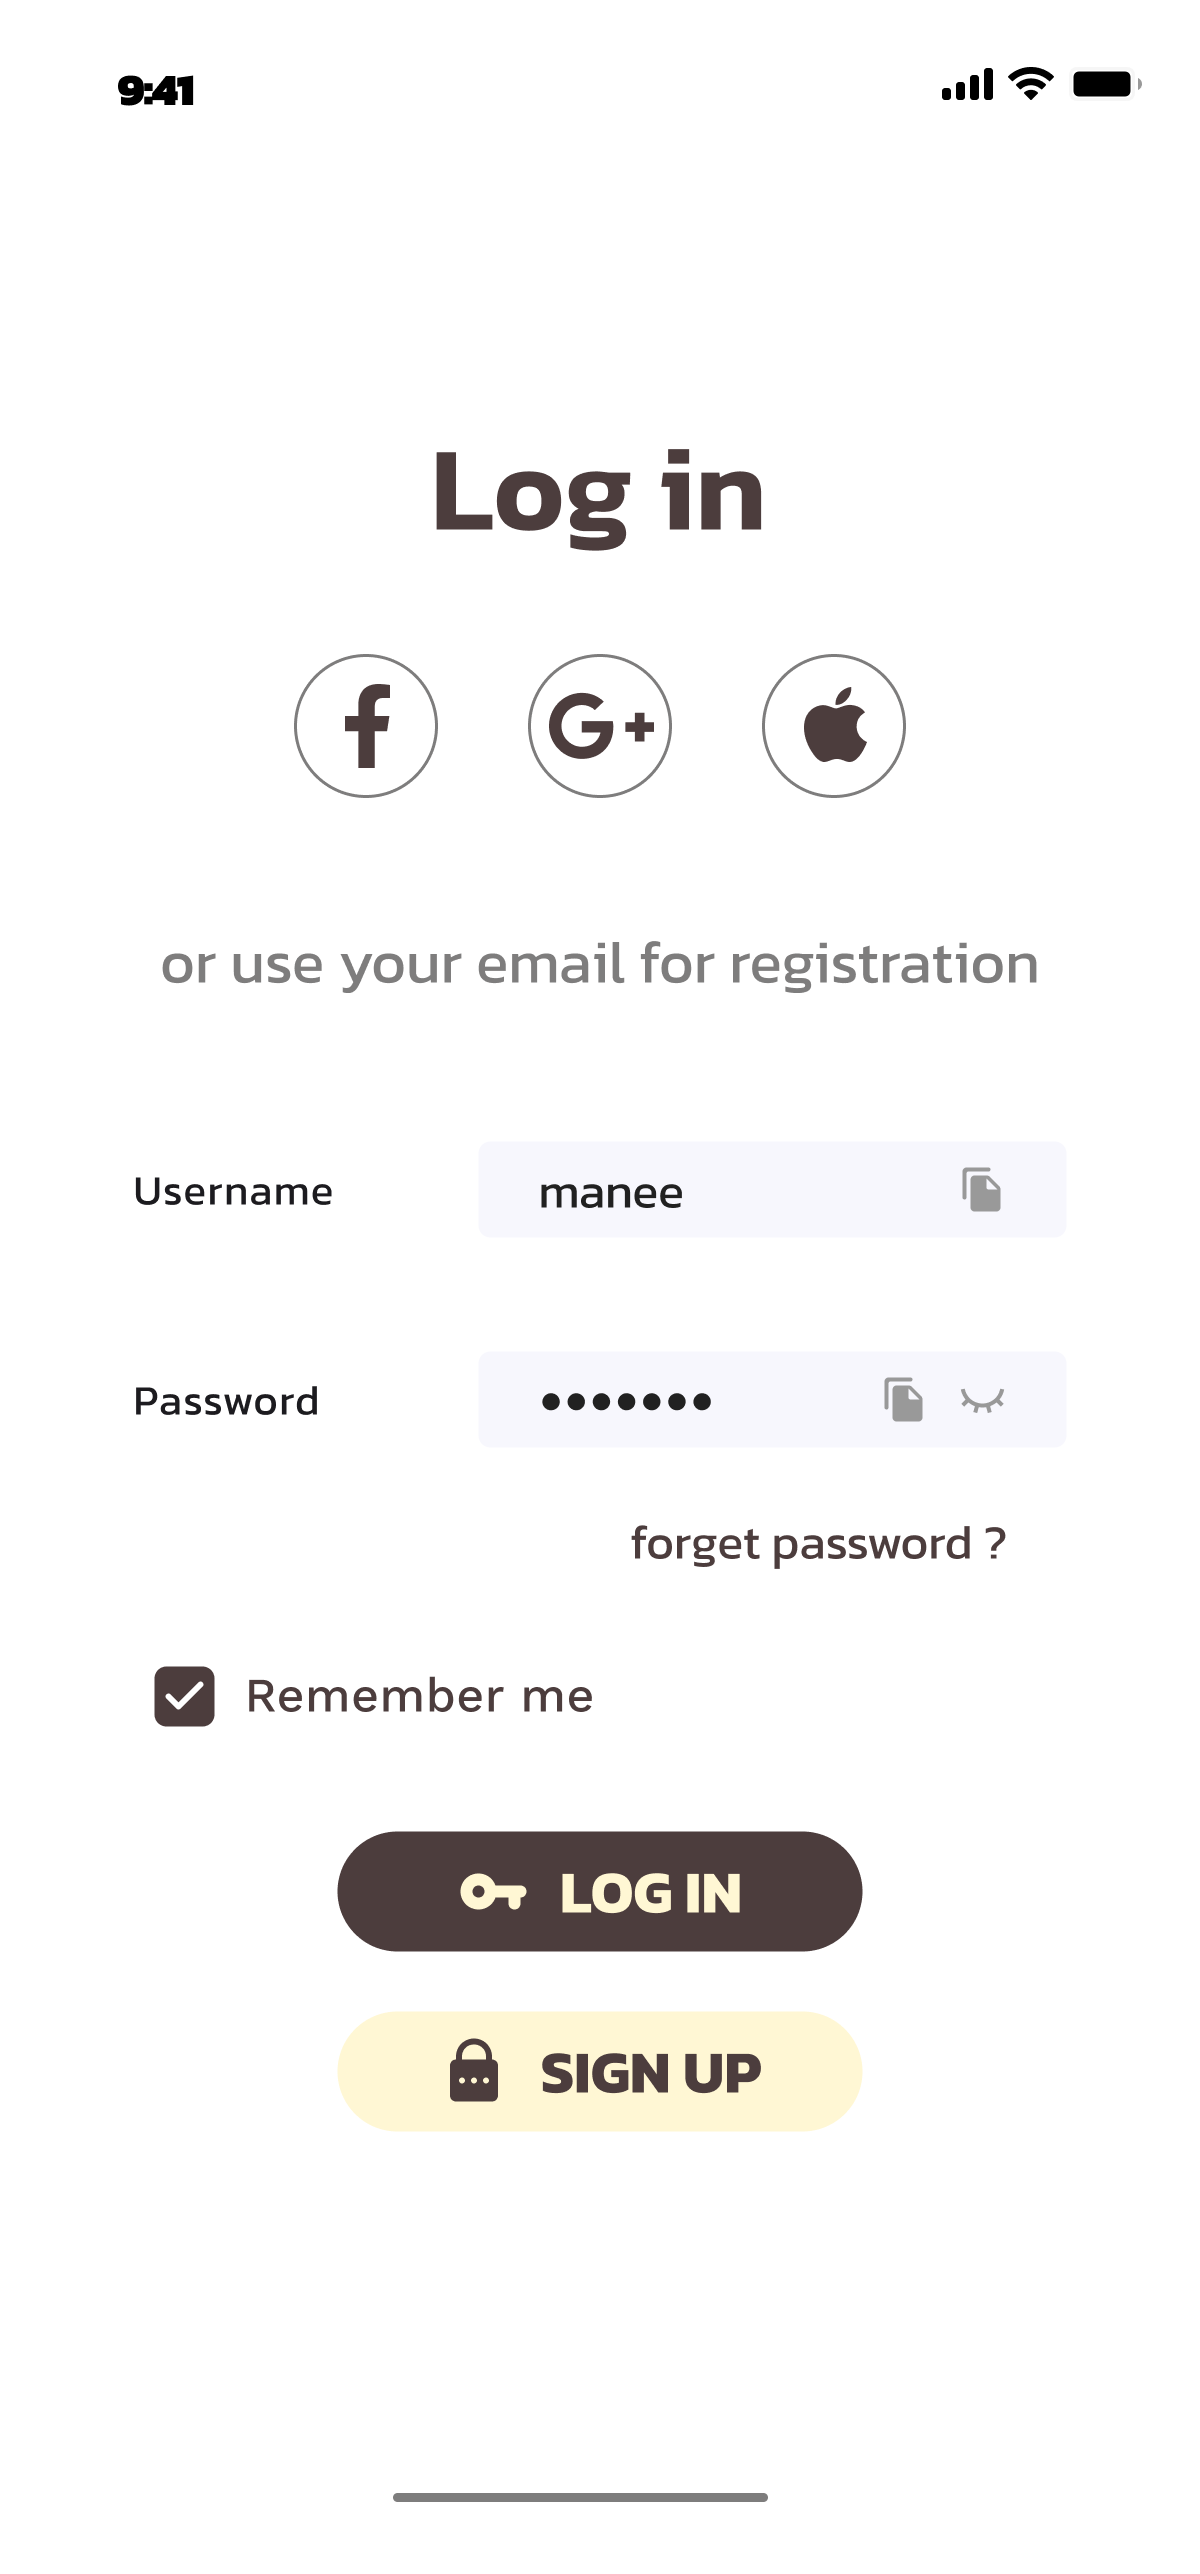 9:41
Log in
G+
or use your email for registration
Username
manee
Password
•••••••
forget password ?
Remember me
LOG IN
SIGN UP